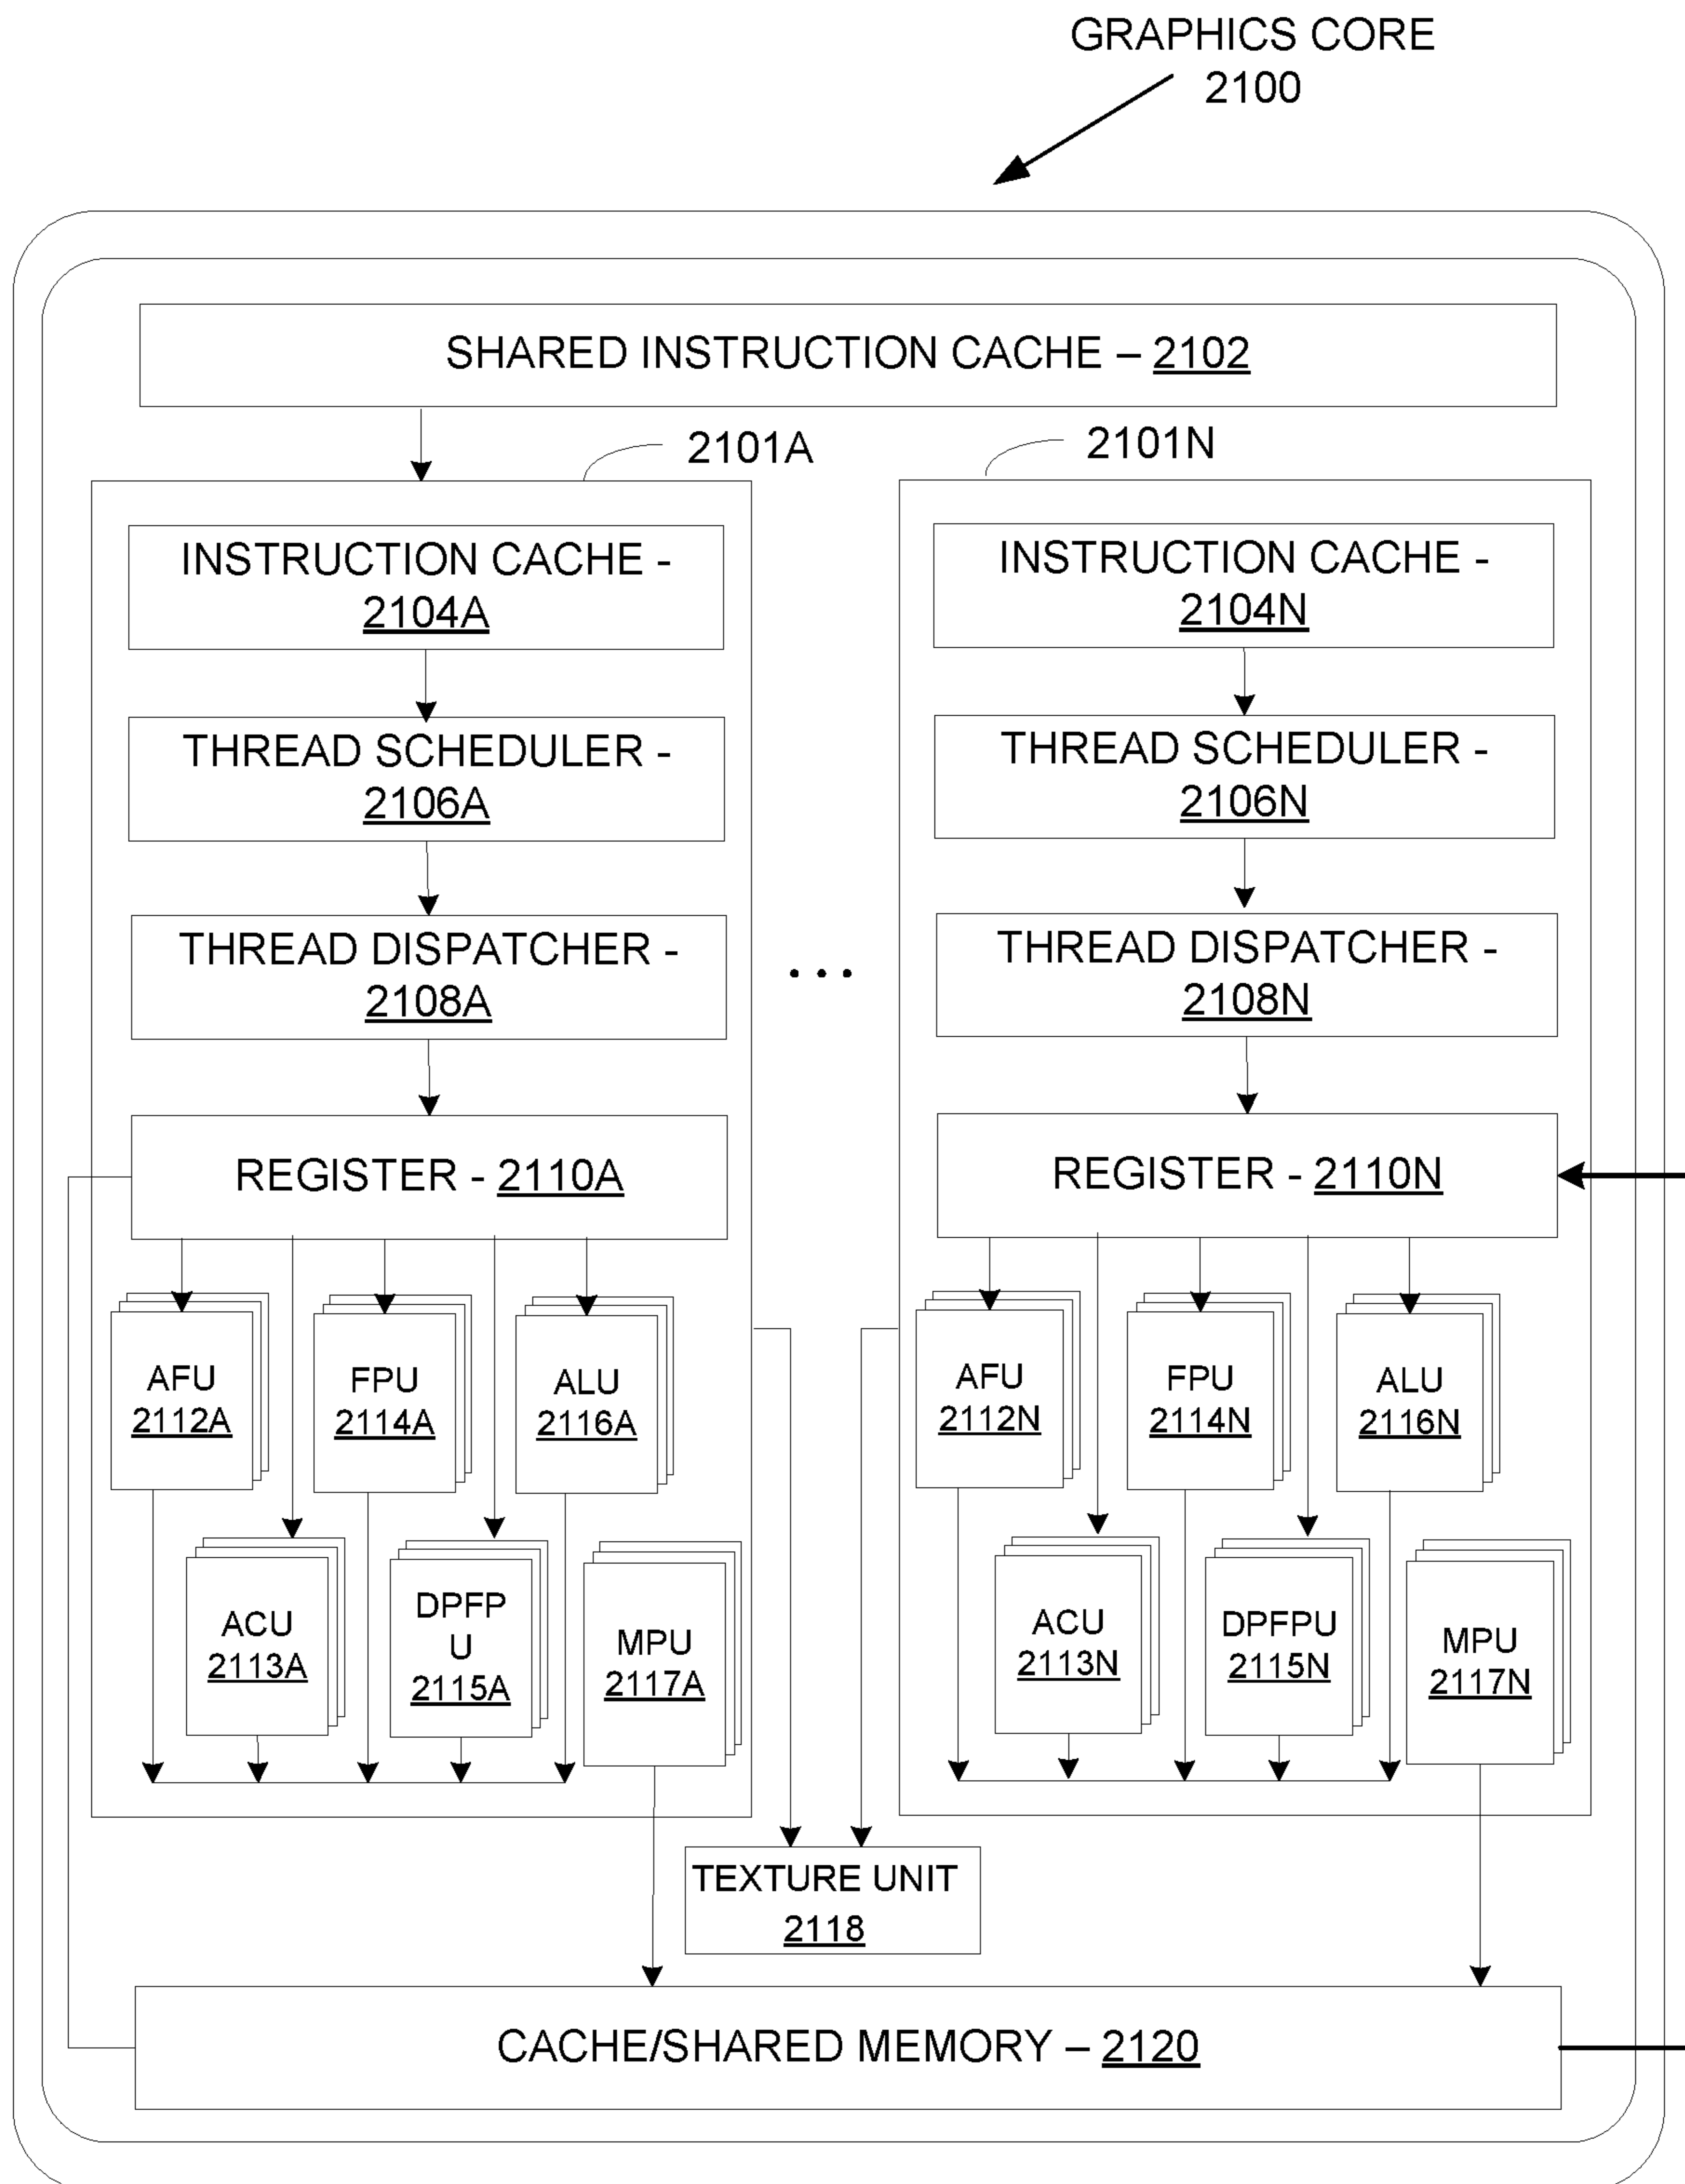 GRAPHICS CORE
2100
SHARED INSTRUCTION CACHE – 2102
2101A
2101N
INSTRUCTION CACHE -
2104A
THREAD SCHEDULER -
2106A
THREAD DISPATCHER -
2108A
REGISTER - 2110A
AFU
2112A
FPU
2114A
ALU
2116A
ACU
2113A
DPFP
U
2115A
MPU
2117A
...
INSTRUCTION CACHE -
2104N
THREAD SCHEDULER -
2106N
THREAD DISPATCHER -
2108N
REGISTER - 2110N
AFU
2112N
FPU
2114N
ALU
2116N
ACU
2113N
DPFPU
2115N
MPU
2117N
TEXTURE UNIT
2118
CACHE/SHARED MEMORY – 2120